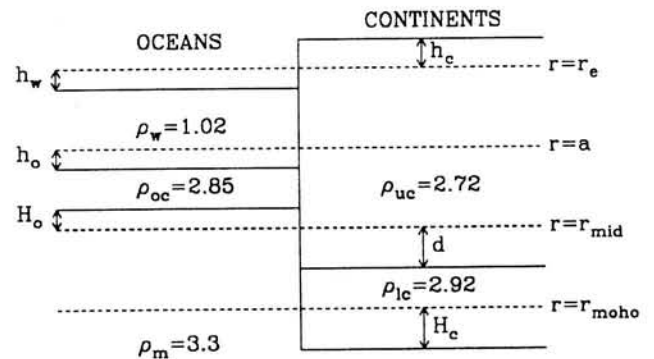 CONTINENTS
OCEANS
h_c
h_w
r=r_e
ρ_w=1.02
r=a
h_o
ρ_oc=2.85
ρ_uc=2.72
H_o
r=r_mid
d
ρ_lc=2.92
r=r_moho
H_c
ρ_m=3.3